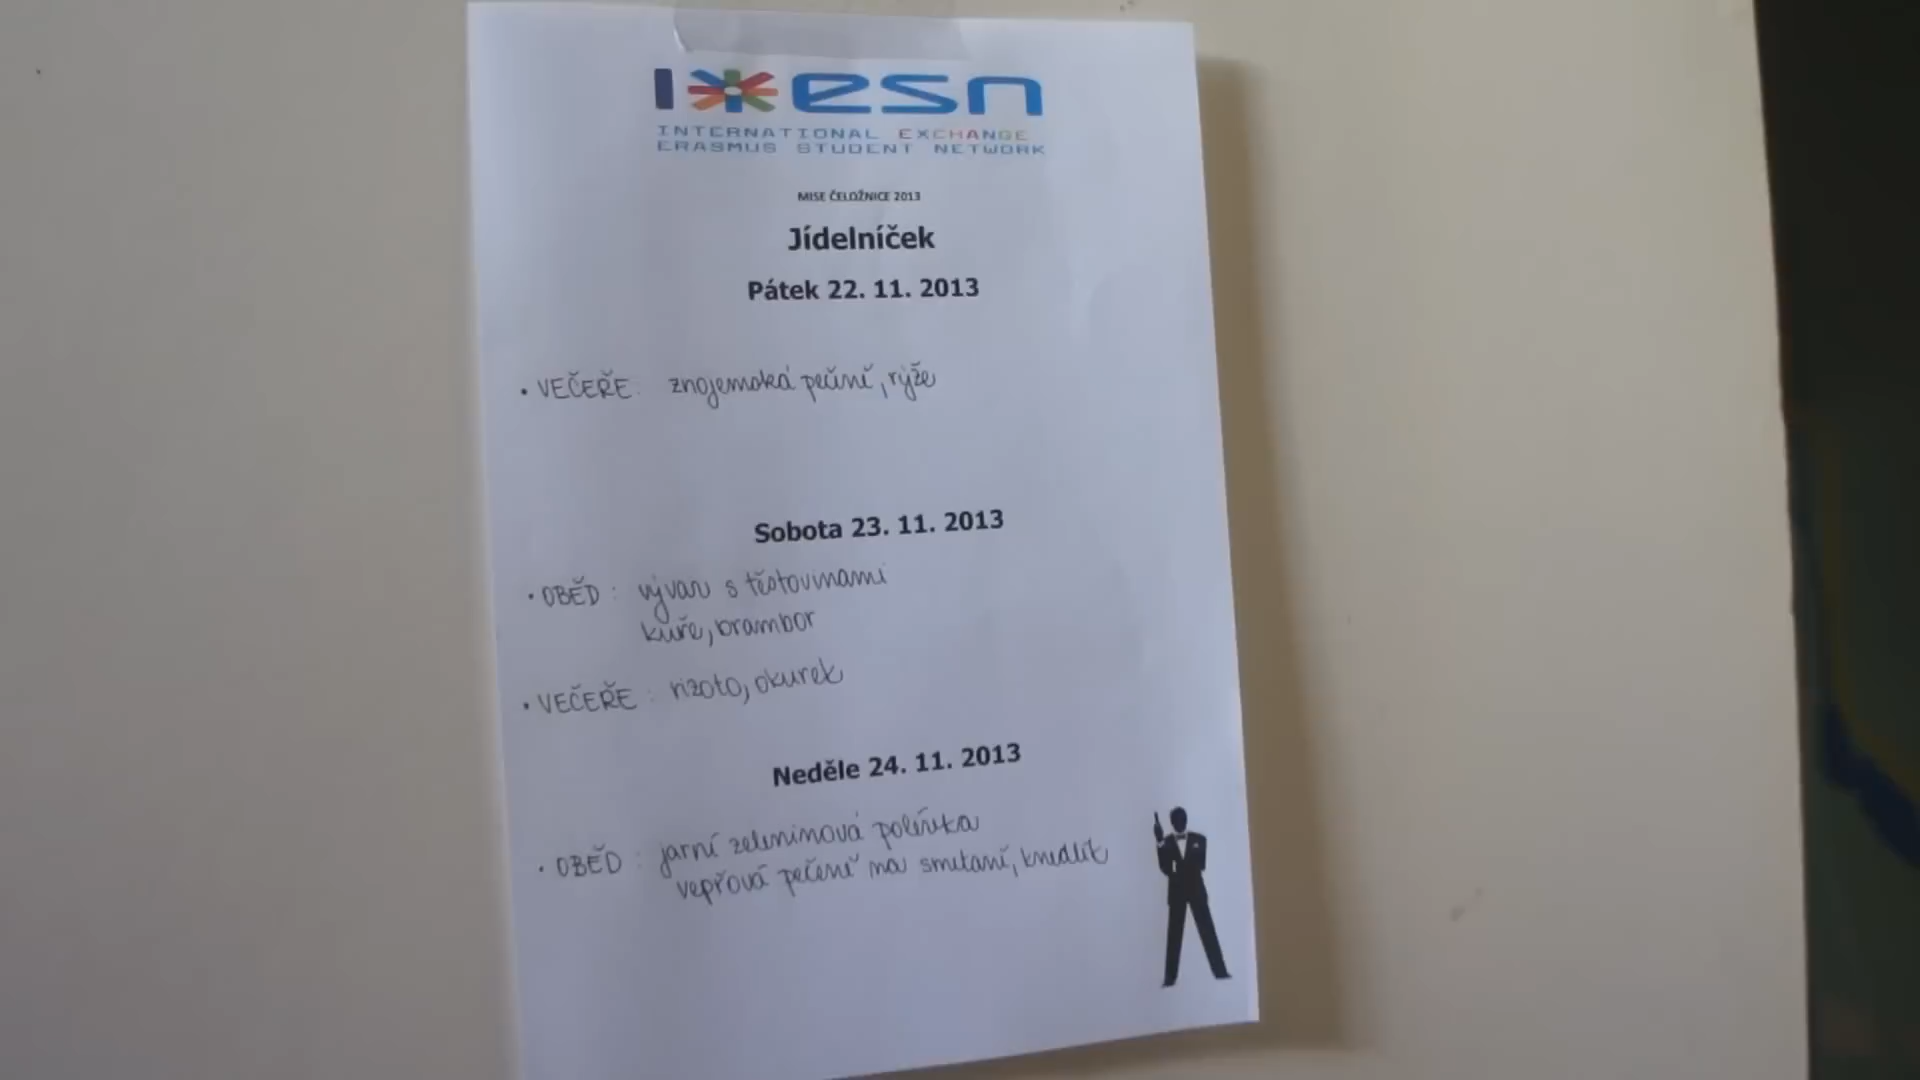 I esn
INTERNATIONAL EXCHANGE
ERASMUS STUDENT NETWORK
MISE ČELOŽNICE 2013
Jídelníček
Pátek 22. 11. 2013
• VEČEŘE: znojemská pečině, rýže
Sobota 23. 11. 2013
• OBĚD: vývar s těstovinami
kuře, brambor
• VEČEŘE: rizoto, okurek
Neděle 24. 11. 2013
• OBĚD: jarní zeleninová polévka
vepřová pečeně na smetaní, knedlík